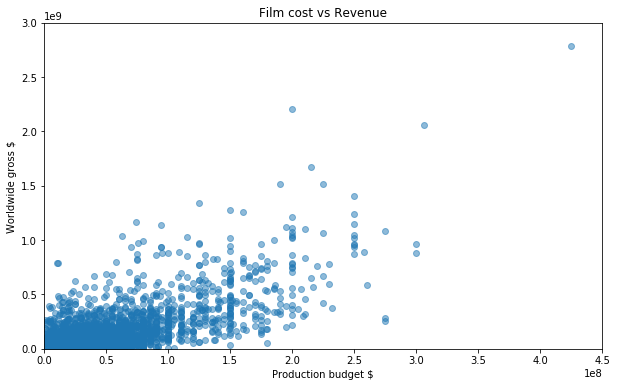 Film cost vs Revenue
1e9
3.0
2.5
2.0
1.5
1.0
0.5
0.0
Worldwide gross $
0.0 0.5 1.0 1.5 2.0 2.5 3.0 3.5 4.0 4.5
1e8
Production budget $